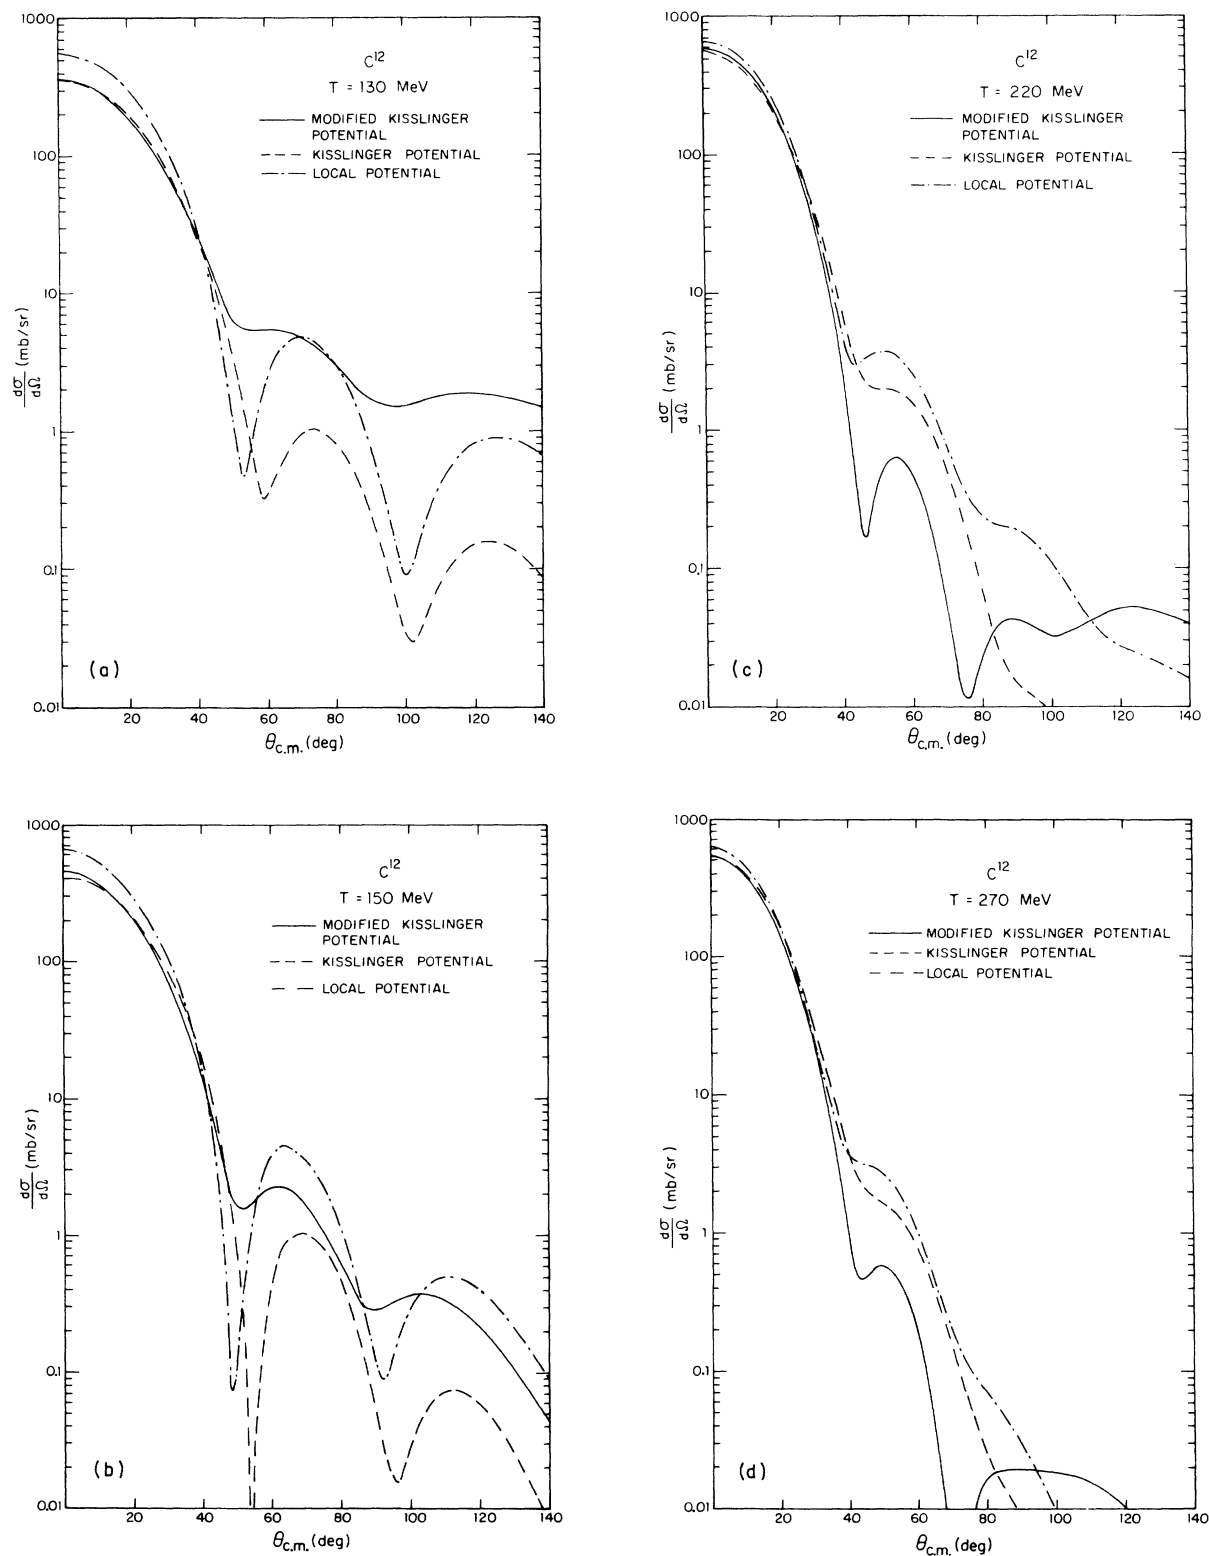 1000
100
10
1
0.1
0.01
dσ/dΩ (mb/sr)
C¹²
T = 130 MeV
MODIFIED KISSLINGER
POTENTIAL
KISSLINGER POTENTIAL
LOCAL POTENTIAL
(a)
20 40 60 80 100 120 140
θc.m. (deg)
1000
100
10
1
0.1
0.01
dσ/dΩ (mb/sr)
C¹²
T = 220 MeV
MODIFIED KISSLINGER
POTENTIAL
KISSLINGER POTENTIAL
LOCAL POTENTIAL
(c)
20 40 60 80 100 120 140
θc.m. (deg)
1000
100
10
1
0.1
0.01
dσ/dΩ (mb/sr)
C¹²
T = 150 MeV
MODIFIED KISSLINGER
POTENTIAL
KISSLINGER POTENTIAL
LOCAL POTENTIAL
(b)
20 40 60 80 100 120 140
θc.m. (deg)
1000
100
10
1
0.1
0.01
dσ/dΩ (mb/sr)
C¹²
T = 270 MeV
MODIFIED KISSLINGER POTENTIAL
KISSLINGER POTENTIAL
LOCAL POTENTIAL
(d)
20 40 60 80 100 120 140
θc.m. (deg)